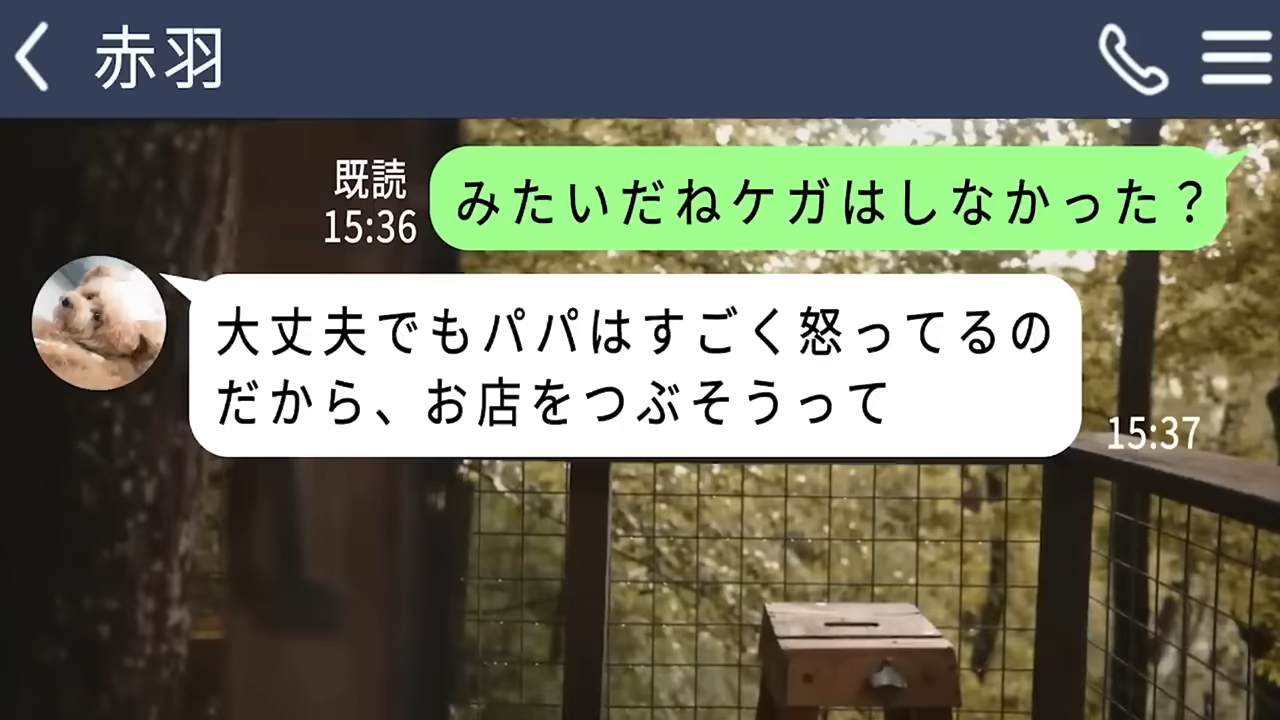 赤羽
みたいだねケガはしなかった？
既読
15:36
大丈夫でもパパはすごく怒ってるの
だから、お店をつぶそうって
15:37